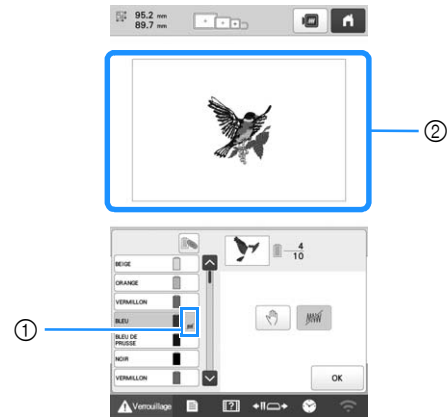 95.2 mm
89.7 mm
②
BEIGE
ORANGE
VERMILLON
BLEU
BLEU DE
PRUSSE
NOIR
VERMILLON
4
10
①
OK
Verrouillage
[?]